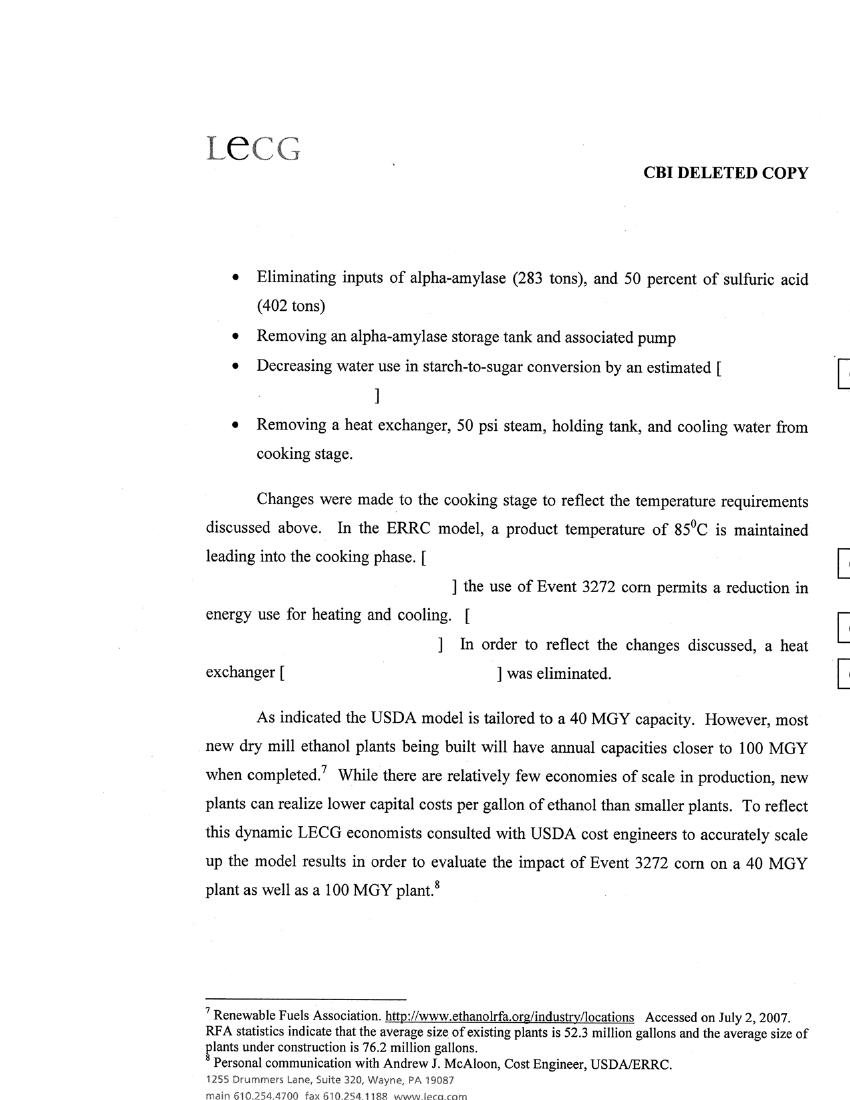 LECG
CBI DELETED COPY
• Eliminating inputs of alpha-amylase (283 tons), and 50 percent of sulfuric acid
(402 tons)
• Removing an alpha-amylase storage tank and associated pump
• Decreasing water use in starch-to-sugar conversion by an estimated [
]
• Removing a heat exchanger, 50 psi steam, holding tank, and cooling water from
cooking stage.
Changes were made to the cooking stage to reflect the temperature requirements
discussed above. In the ERRC model, a product temperature of 85⁰C is maintained
leading into the cooking phase. [
] the use of Event 3272 corn permits a reduction in
energy use for heating and cooling. [
] In order to reflect the changes discussed, a heat
exchanger [ ] was eliminated.
As indicated the USDA model is tailored to a 40 MGY capacity. However, most
new dry mill ethanol plants being built will have annual capacities closer to 100 MGY
when completed.⁷ While there are relatively few economies of scale in production, new
plants can realize lower capital costs per gallon of ethanol than smaller plants. To reflect
this dynamic LECG economists consulted with USDA cost engineers to accurately scale
up the model results in order to evaluate the impact of Event 3272 corn on a 40 MGY
plant as well as a 100 MGY plant.⁸
⁷ Renewable Fuels Association. http://www.ethanolrfa.org/industry/locations Accessed on July 2, 2007.
RFA statistics indicate that the average size of existing plants is 52.3 million gallons and the average size of
plants under construction is 76.2 million gallons.
⁸ Personal communication with Andrew J. McAloon, Cost Engineer, USDA/ERRC.
1255 Drummers Lane, Suite 320, Wayne, PA 19087
main 610.254.4700 fax 610.254.1188 www.lecg.com